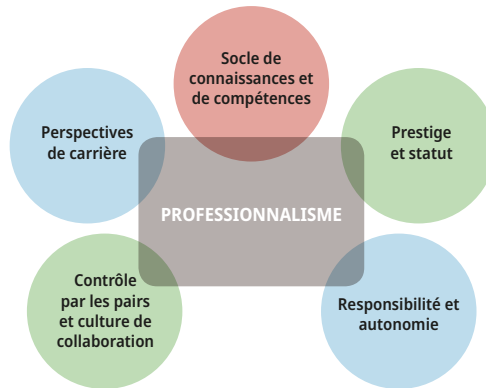 Socle de
connaissances et
de compétences
Perspectives
de carrière
Prestige
et statut
PROFESSIONNALISME
Contrôle
par les pairs
et culture de
collaboration
Responsibilité et
autonomie